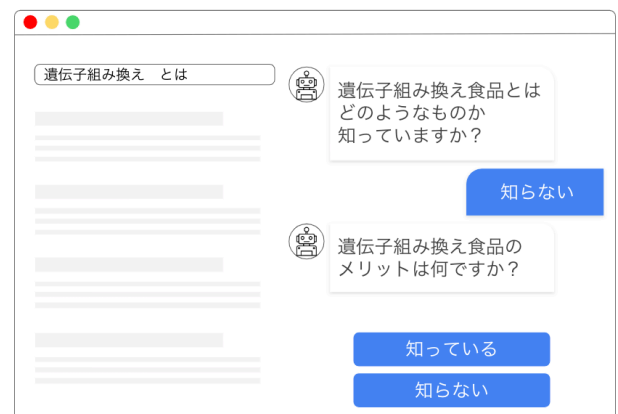 遺伝子組み換え　とは
遺伝子組み換え食品とは
どのようなものか
知っていますか？
知らない
遺伝子組み換え食品の
メリットは何ですか？
知っている
知らない